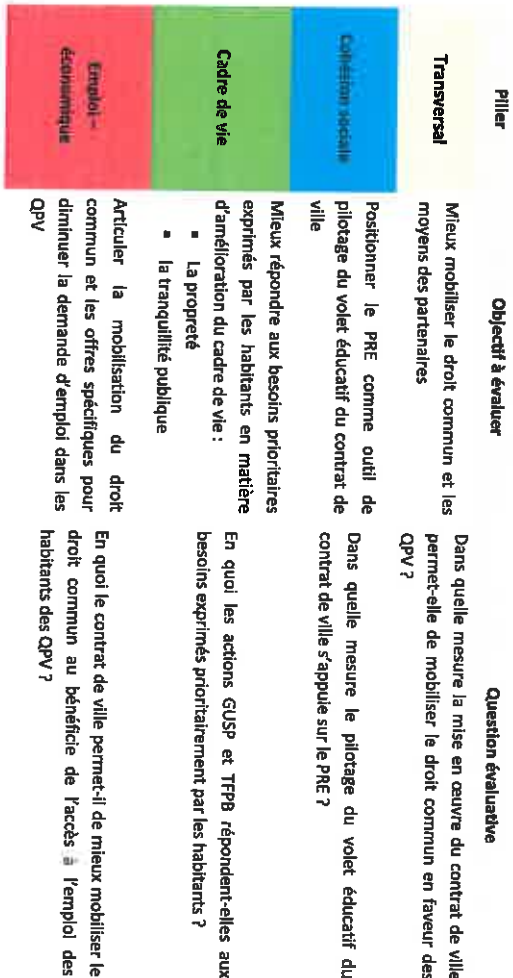 Pilier
Objectif à évaluer
Question évaluative
Transversal
Mieux mobiliser le droit commun et les
moyens des partenaires
Dans quelle mesure la mise en œuvre du contrat de ville
permet-elle de mobiliser le droit commun en faveur des
QPV ?
Cohésion sociale
Positionner le PRE comme outil de
pilotage du volet éducatif du contrat de
ville
Dans quelle mesure le pilotage du volet éducatif du
contrat de ville s'appuie sur le PRE ?
Cadre de vie
Mieux répondre aux besoins prioritaires
exprimés par les habitants en matière
d'amélioration du cadre de vie :
▪ La propreté
▪ la tranquillité publique
En quoi les actions GUSP et TFPB répondent-elles aux
besoins exprimés prioritairement par les habitants ?
Emploi –
économique
Articuler la mobilisation du droit
commun et les offres spécifiques pour
diminuer la demande d'emploi dans les
QPV
En quoi le contrat de ville permet-il de mieux mobiliser le
droit commun au bénéfice de l'accès à l'emploi des
habitants des QPV ?